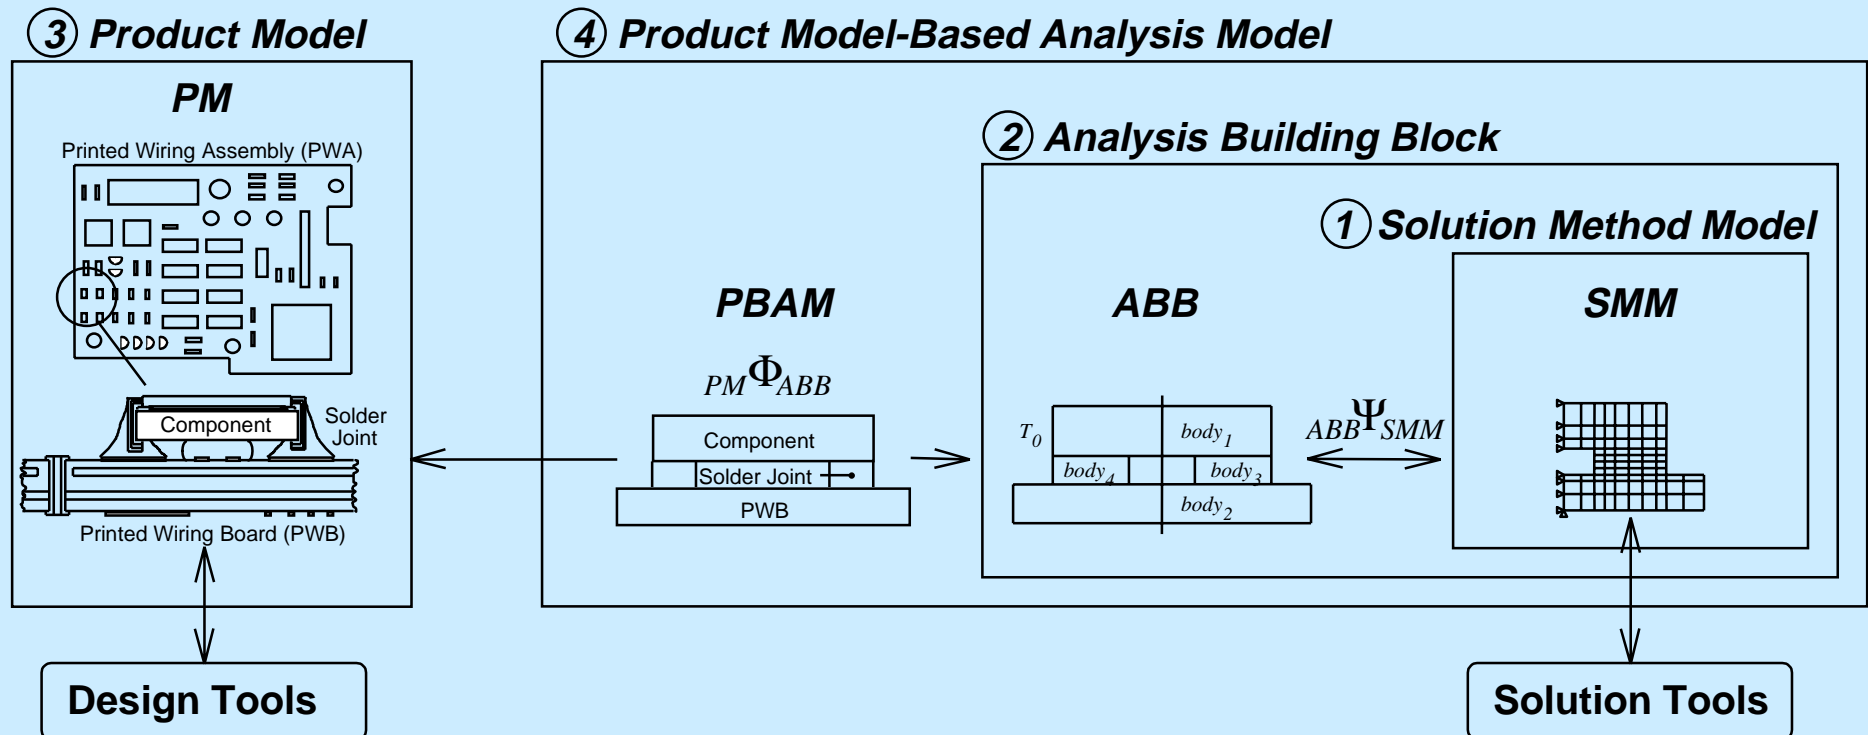 3 Product Model
PM
Printed Wiring Assembly (PWA)
Component
Solder
Joint
Printed Wiring Board (PWB)
Design Tools
4 Product Model-Based Analysis Model
PBAM
PMΦABB
Component
Solder Joint
PWB
2 Analysis Building Block
ABB
T0
body1
body4
body3
body2
ABBΨSMM
1 Solution Method Model
SMM
Solution Tools